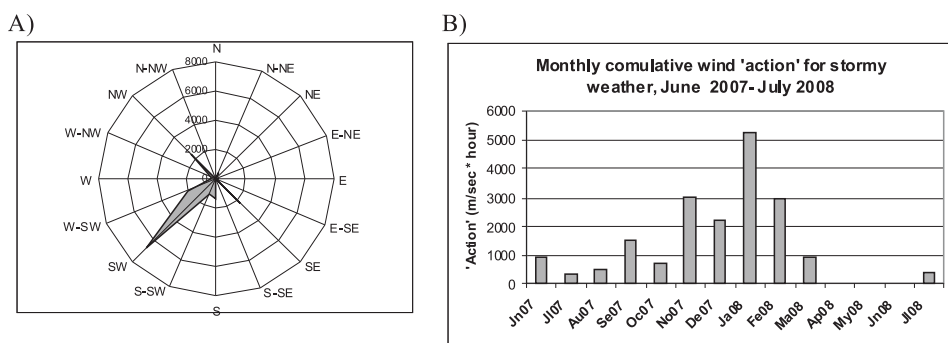 A)
N
N-NE
NE
E-NE
E
E-SE
SE
S-SE
S
S-SW
SW
W-SW
W
W-NW
NW
N-NW
8000
6000
4000
2000
0
B)
Monthly comulative wind 'action' for stormy
weather, June 2007- July 2008
'Action' (m/sec * hour)
6000
5000
4000
3000
2000
1000
0
Jn07
Jl07
Au07
Se07
Oc07
No07
De07
Ja08
Fe08
Ma08
Ap08
My08
Jn08
Jl08